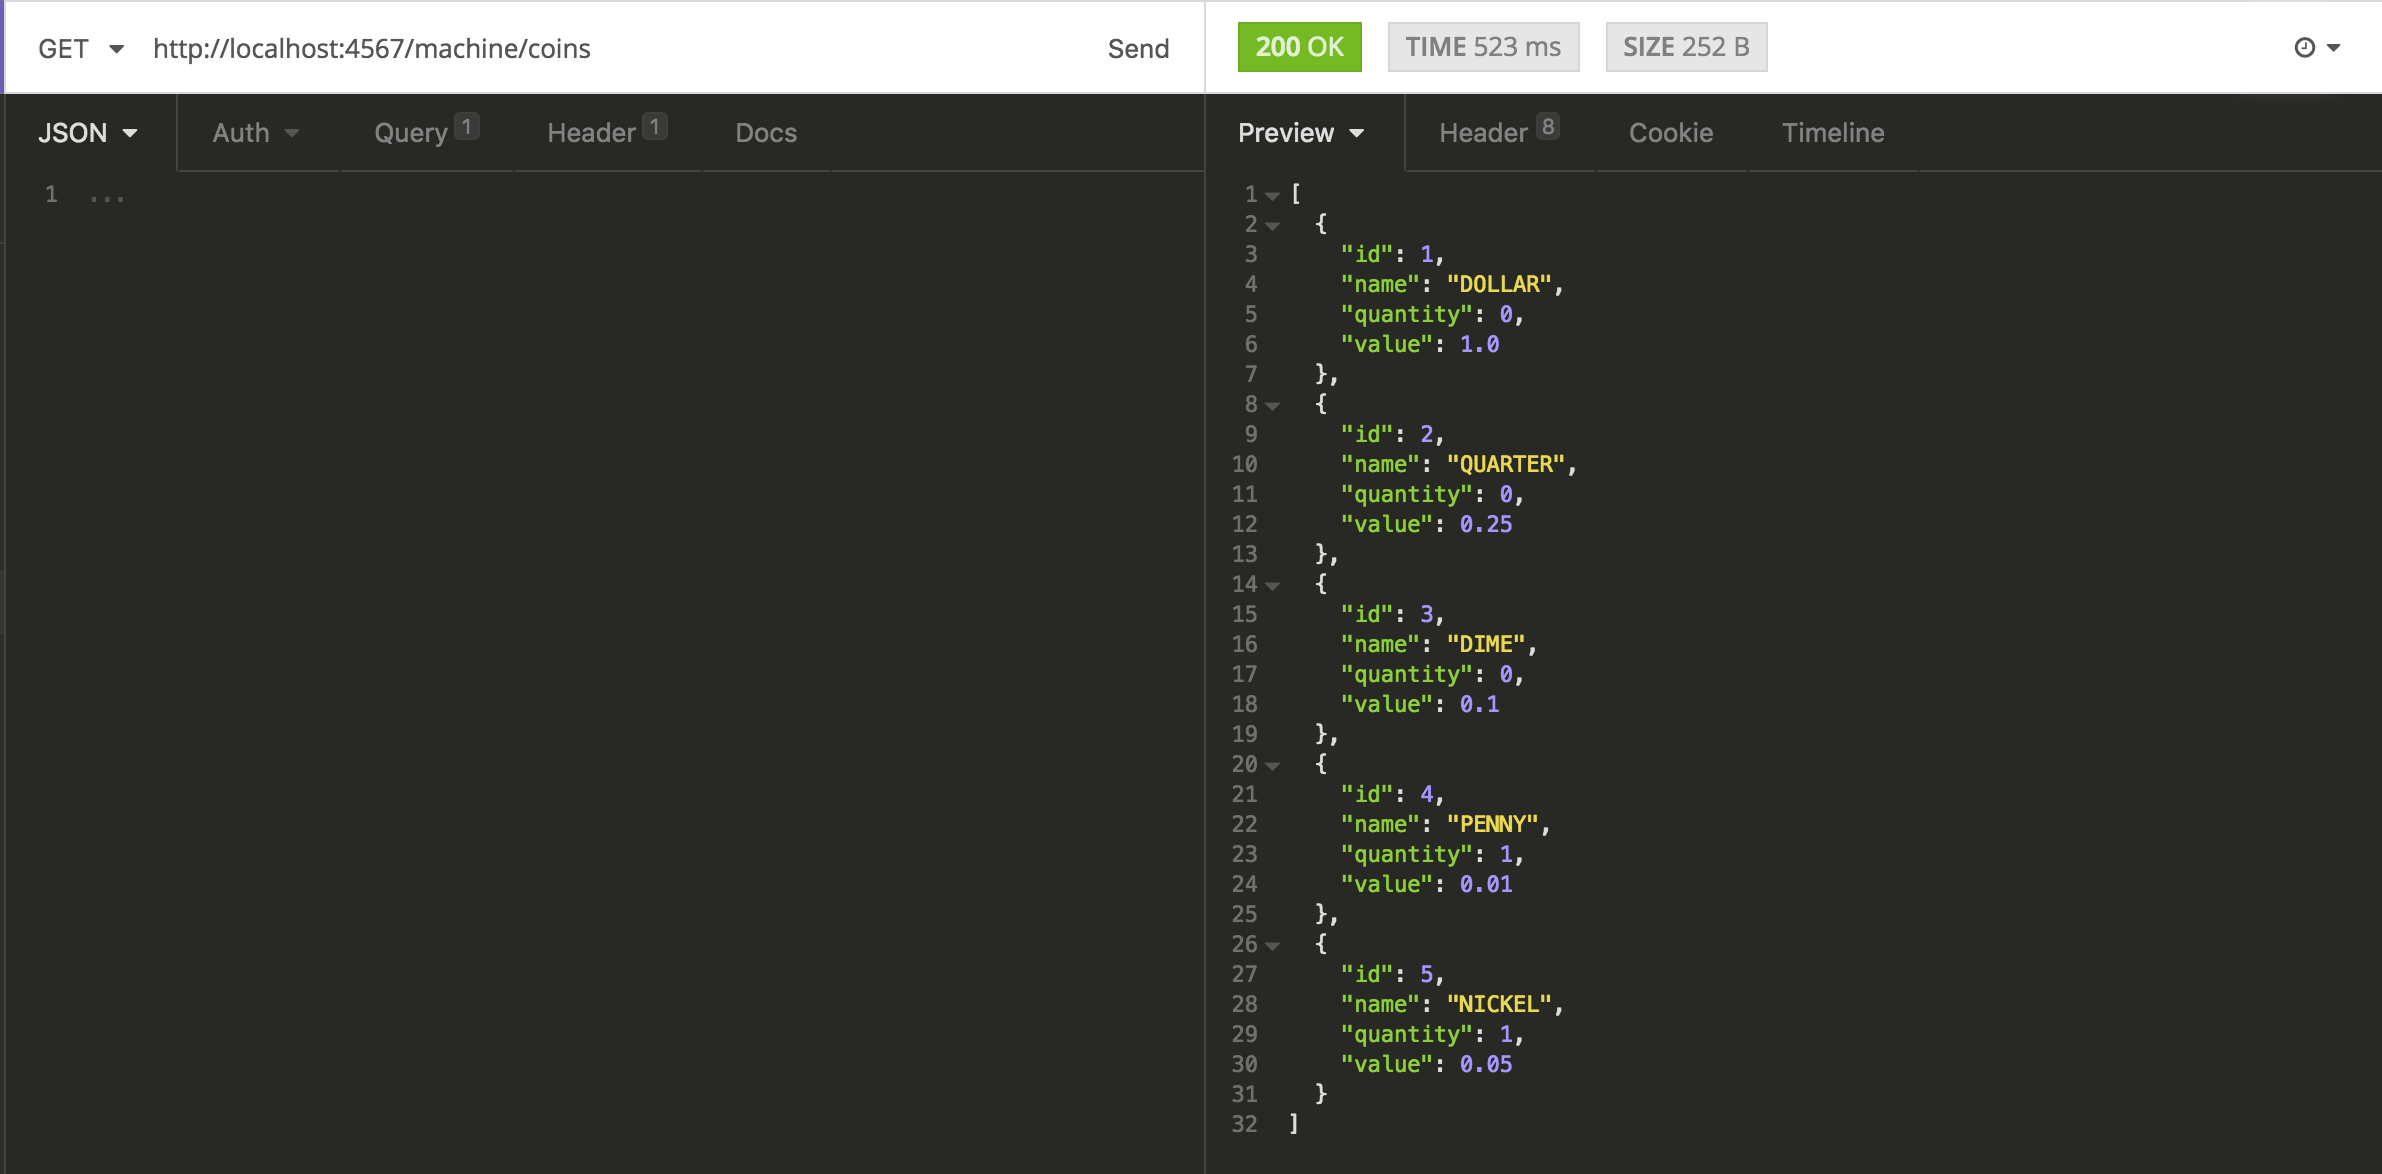 GET http://localhost:4567/machine/coins Send
200 OK TIME 523 ms SIZE 252 B
JSON Auth Query 1 Header 1 Docs
1 ...
Preview Header 8 Cookie Timeline
1 [
2 {
3 "id": 1,
4 "name": "DOLLAR",
5 "quantity": 0,
6 "value": 1.0
7 },
8 {
9 "id": 2,
10 "name": "QUARTER",
11 "quantity": 0,
12 "value": 0.25
13 },
14 {
15 "id": 3,
16 "name": "DIME",
17 "quantity": 0,
18 "value": 0.1
19 },
20 {
21 "id": 4,
22 "name": "PENNY",
23 "quantity": 1,
24 "value": 0.01
25 },
26 {
27 "id": 5,
28 "name": "NICKEL",
29 "quantity": 1,
30 "value": 0.05
31 }
32 ]